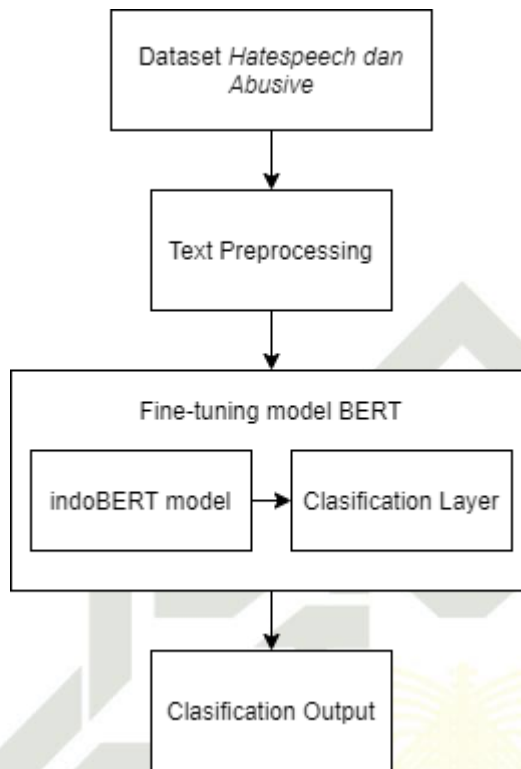 Dataset Hatespeech dan
Abusive
Text Preprocessing
Fine-tuning model BERT
indoBERT model
Clasification Layer
Clasification Output